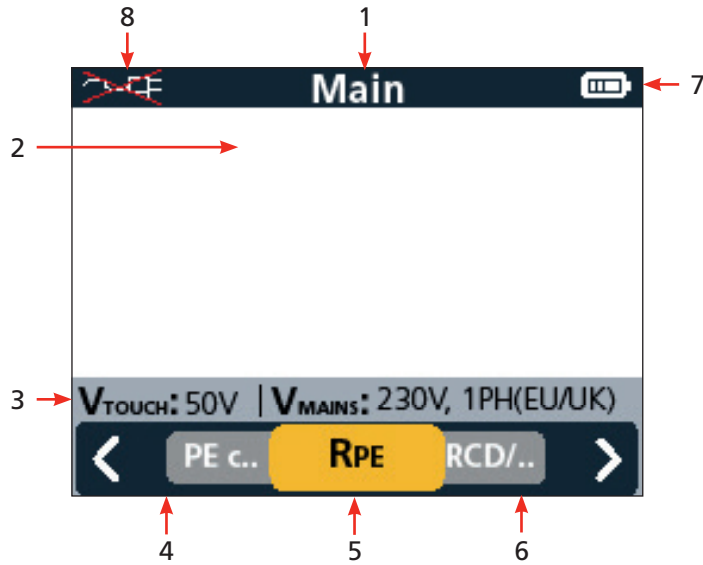 8 1
Main
7
2
3
VTOUCH: 50V | VMAINS: 230V, 1PH(EU/UK)
< PE c.. RPE RCD/.. >
4 5 6